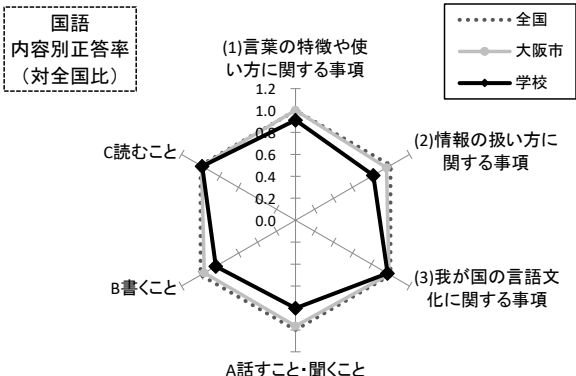 国語
内容別正答率
（対全国比）
全国
大阪市
学校
(1)言葉の特徴や使
い方に関する事項
1.2
1.0
0.8
0.6
0.4
0.2
0.0
(2)情報の扱い方に
関する事項
(3)我が国の言語文
化に関する事項
A話すこと・聞くこと
B書くこと
C読むこと